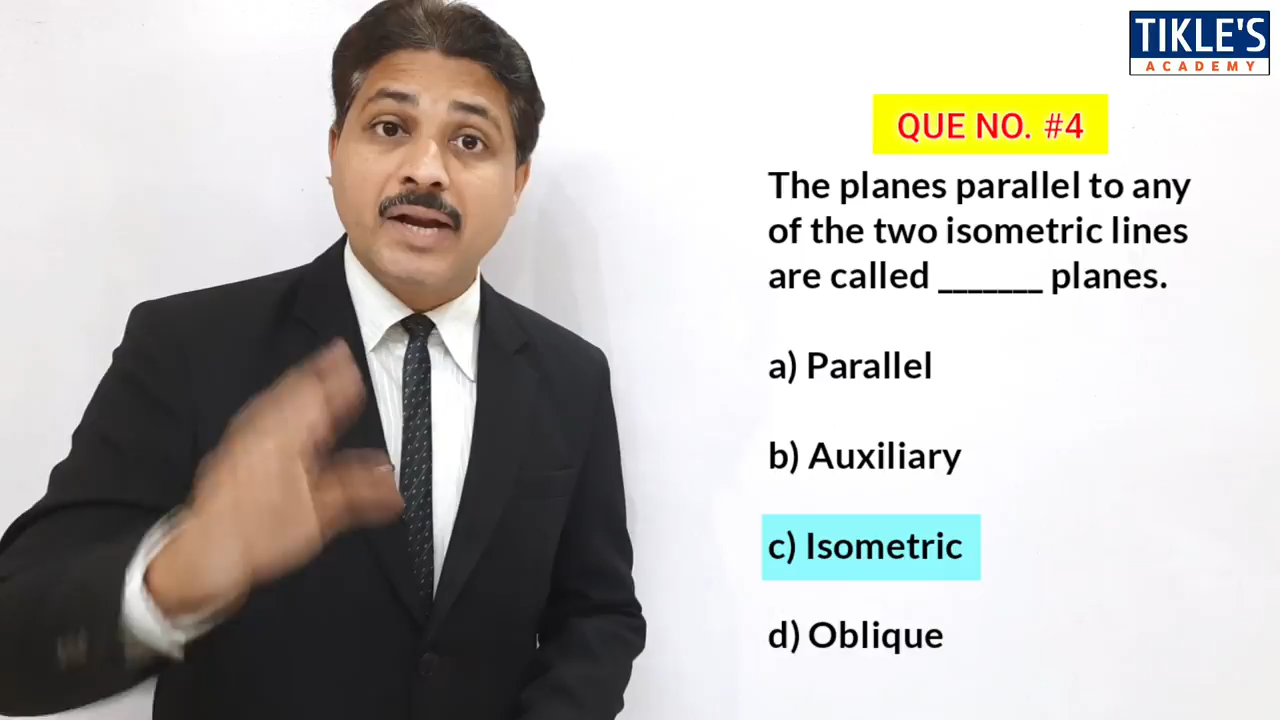 TIKLE'S
ACADEMY
QUE NO. #4
The planes parallel to any
of the two isometric lines
are called _______ planes.
a) Parallel
b) Auxiliary
c) Isometric
d) Oblique